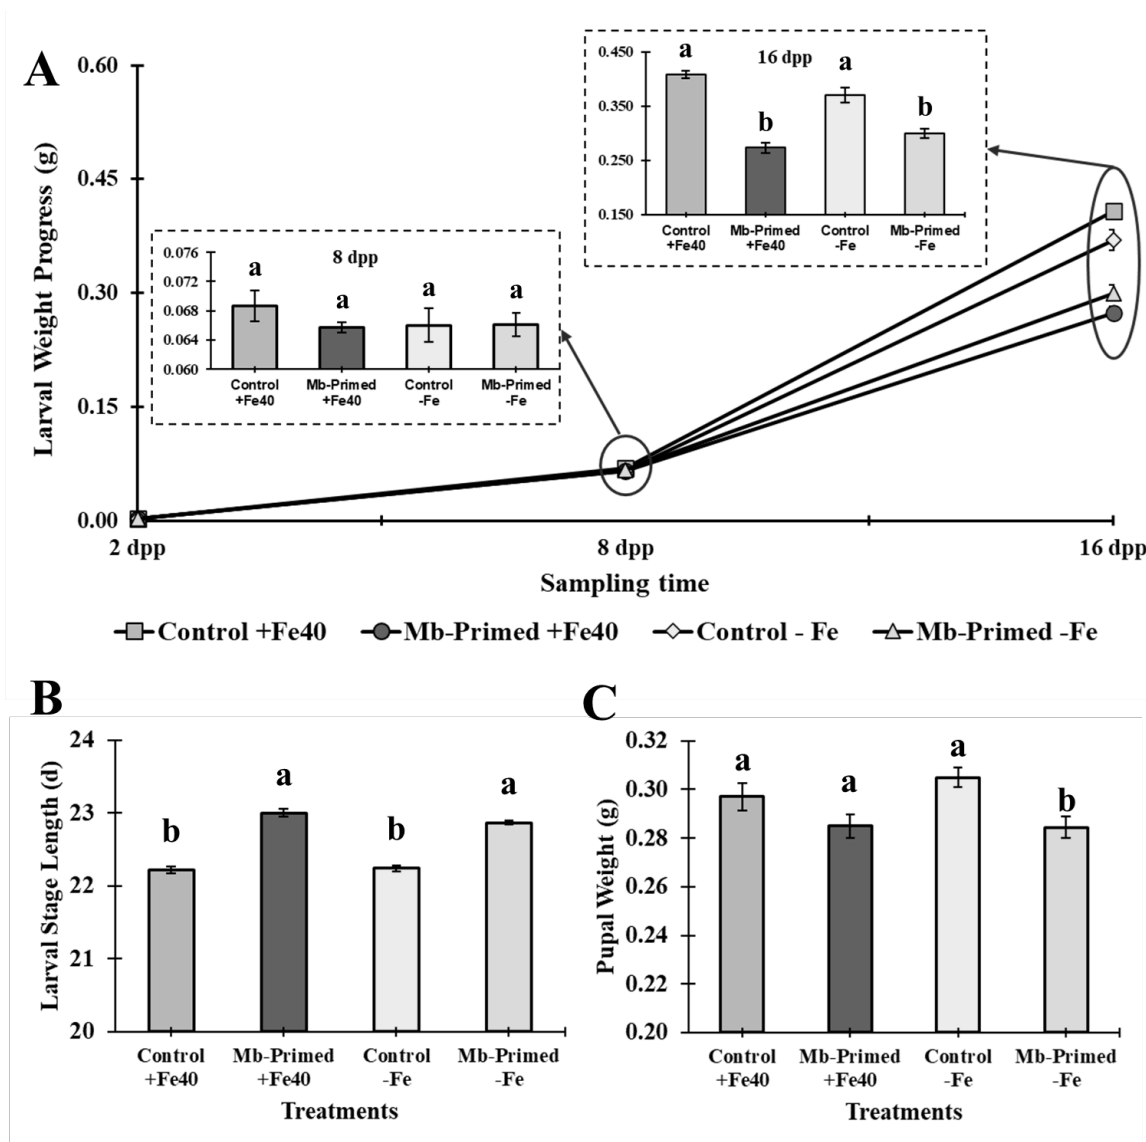 A
Larval Weight Progress (g)
0.60
0.45
0.30
0.15
0.00
2 dpp
8 dpp
16 dpp
Sampling time
8 dpp
0.076
0.072
0.068
0.064
0.060
a
a
a
a
Control Mb-Primed Control Mb-Primed
+Fe40 +Fe40 -Fe -Fe
16 dpp
0.450
0.350
0.250
0.150
a
b
a
b
Control Mb-Primed Control Mb-Primed
+Fe40 +Fe40 -Fe -Fe
Control +Fe40 Mb-Primed +Fe40 Control - Fe Mb-Primed -Fe
B
Larval Stage Length (d)
24
23
22
21
20
b
a
b
a
Control Mb-Primed Control Mb-Primed
+Fe40 +Fe40 -Fe -Fe
Treatments
C
Pupal Weight (g)
0.32
0.30
0.28
0.26
0.24
0.22
0.20
a
a
a
b
Control Mb-Primed Control Mb-Primed
+Fe40 +Fe40 -Fe -Fe
Treatments